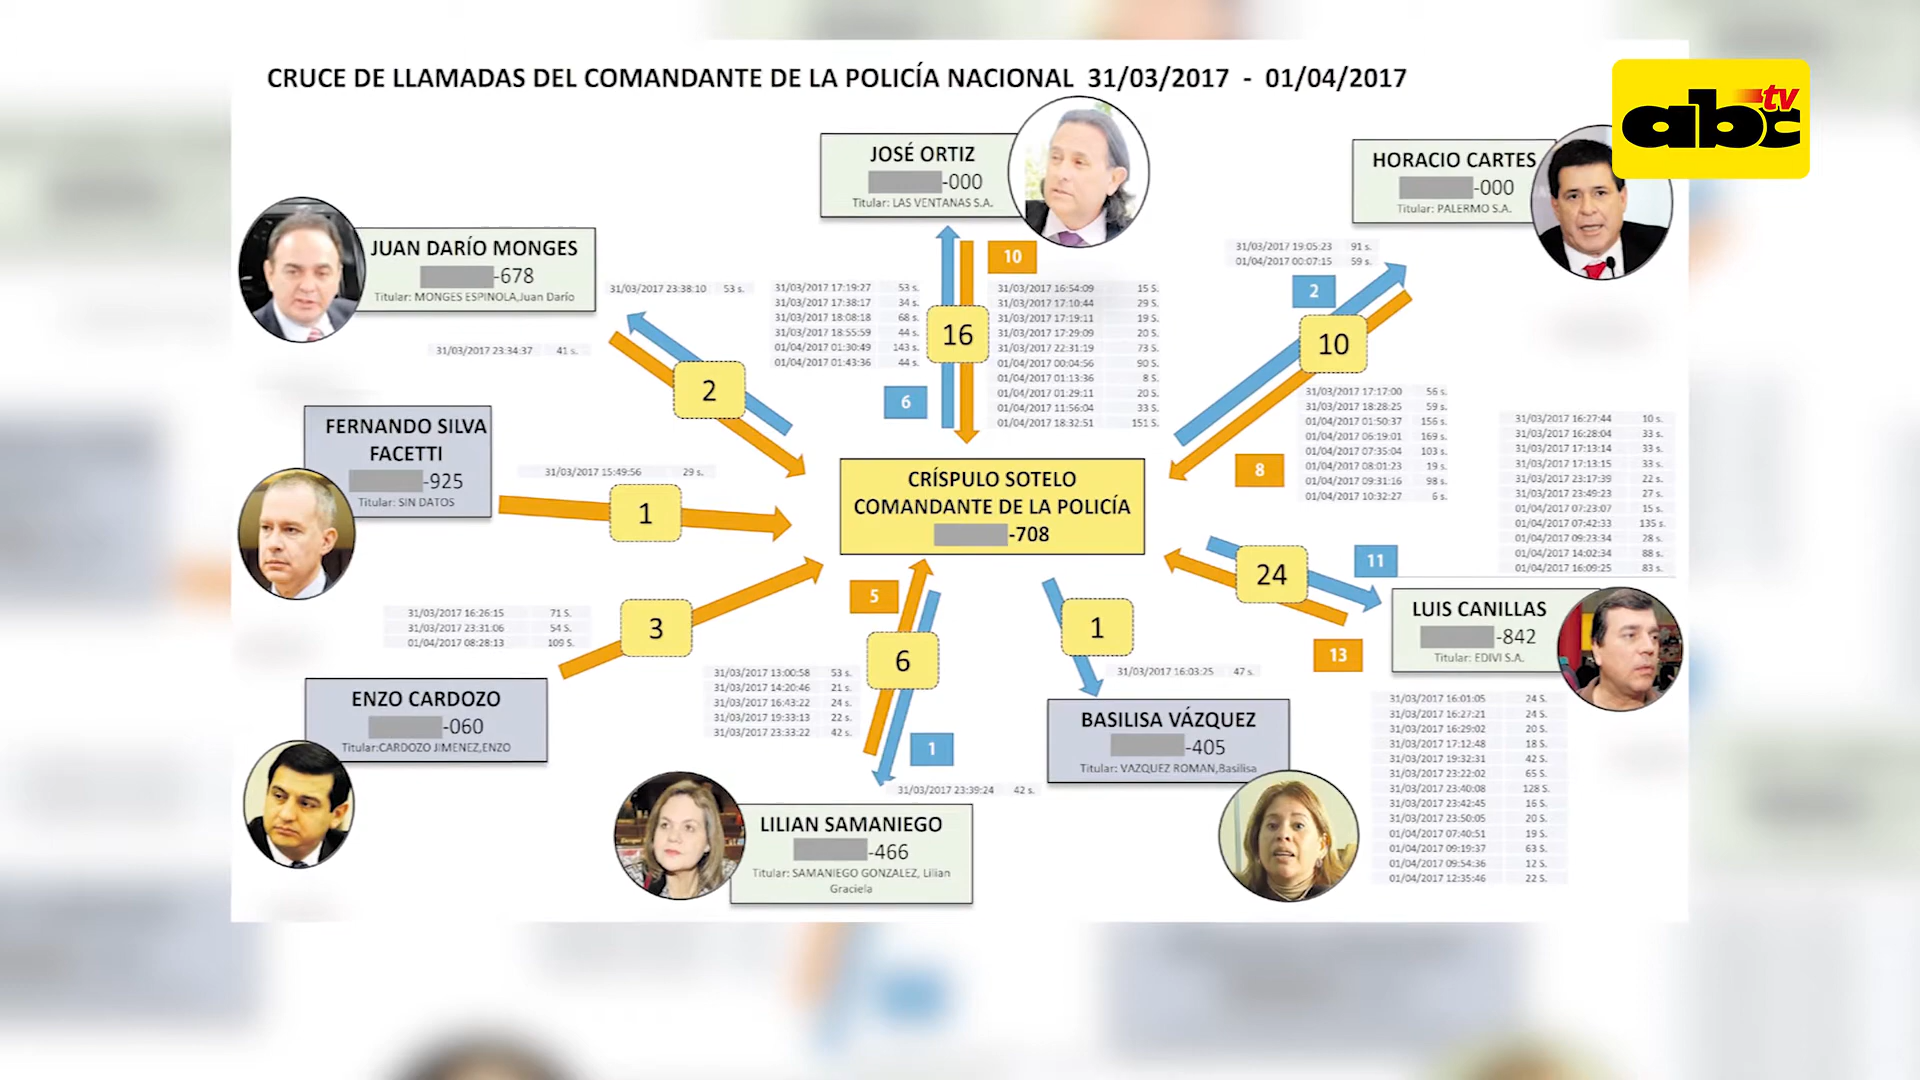 CRUCE DE LLAMADAS DEL COMANDANTE DE LA POLICÍA NACIONAL 31/03/2017 - 01/04/2017
abc tv
JOSÉ ORTIZ
-000
Titular: LAS VENTANAS S.A.
HORACIO CARTES
-000
Titular: PALERMO S.A.
JUAN DARÍO MONGES
-678
Titular: MONGES ESPINOLA,Juan Darío
31/03/2017 23:38:10 53 s.
31/03/2017 23:34:37 41 s.
2
31/03/2017 17:19:27 53 s.
31/03/2017 17:38:17 34 s.
31/03/2017 18:08:18 68 s.
31/03/2017 18:55:59 44 s.
01/04/2017 01:30:49 143 s.
01/04/2017 01:43:36 44 s.
6
16
10
31/03/2017 16:54:09 15 S.
31/03/2017 17:10:44 29 S.
31/03/2017 17:19:11 19 S.
31/03/2017 17:29:09 20 S.
31/03/2017 22:31:19 73 S.
01/04/2017 00:04:56 90 S.
01/04/2017 01:13:36 8 S.
01/04/2017 01:29:11 20 S.
01/04/2017 11:56:04 33 S.
01/04/2017 18:32:51 151 S.
31/03/2017 19:05:23 91 s.
01/04/2017 00:07:15 59 s.
2
10
8
31/03/2017 17:17:00 56 s.
31/03/2017 18:28:25 59 s.
01/04/2017 01:50:37 156 s.
01/04/2017 06:19:01 169 s.
01/04/2017 07:35:04 103 s.
01/04/2017 08:01:23 19 s.
01/04/2017 09:31:16 98 s.
01/04/2017 10:32:27 6 s.
31/03/2017 16:27:44 10 s.
31/03/2017 16:28:04 33 s.
31/03/2017 17:13:14 33 s.
31/03/2017 17:13:15 33 s.
31/03/2017 23:17:39 22 s.
31/03/2017 23:49:23 27 s.
01/04/2017 07:23:07 15 s.
01/04/2017 07:42:33 135 s.
01/04/2017 09:23:34 28 s.
01/04/2017 14:02:34 88 s.
01/04/2017 16:09:25 83 s.
FERNANDO SILVA
FACETTI
-925
Titular: SIN DATOS
31/03/2017 15:49:56 29 s.
1
CRÍSPULO SOTELO
COMANDANTE DE LA POLICÍA
-708
11
24
13
LUIS CANILLAS
-842
Titular: EDIVI S.A.
31/03/2017 16:01:05 24 S.
31/03/2017 16:27:21 24 S.
31/03/2017 16:29:02 20 S.
31/03/2017 17:12:48 18 S.
31/03/2017 19:32:31 42 S.
31/03/2017 23:22:02 65 S.
31/03/2017 23:40:08 128 S.
31/03/2017 23:42:45 16 S.
31/03/2017 23:50:05 20 S.
01/04/2017 07:40:51 19 S.
01/04/2017 09:19:37 63 S.
01/04/2017 09:54:36 12 S.
01/04/2017 12:35:46 22 S.
31/03/2017 16:26:15 71 S.
31/03/2017 23:31:06 54 S.
01/04/2017 08:28:13 109 S.
3
ENZO CARDOZO
-060
Titular:CARDOZO JIMENEZ,ENZO
5
6
1
31/03/2017 13:00:58 53 s.
31/03/2017 14:20:46 21 s.
31/03/2017 16:43:22 24 s.
31/03/2017 19:33:13 22 s.
31/03/2017 23:33:22 42 s.
31/03/2017 23:39:24 42 s.
LILIAN SAMANIEGO
-466
Titular: SAMANIEGO GONZALEZ, Lilian
Graciela
1
31/03/2017 16:03:25 47 s.
BASILISA VÁZQUEZ
-405
Titular: VAZQUEZ ROMAN,Basilisa